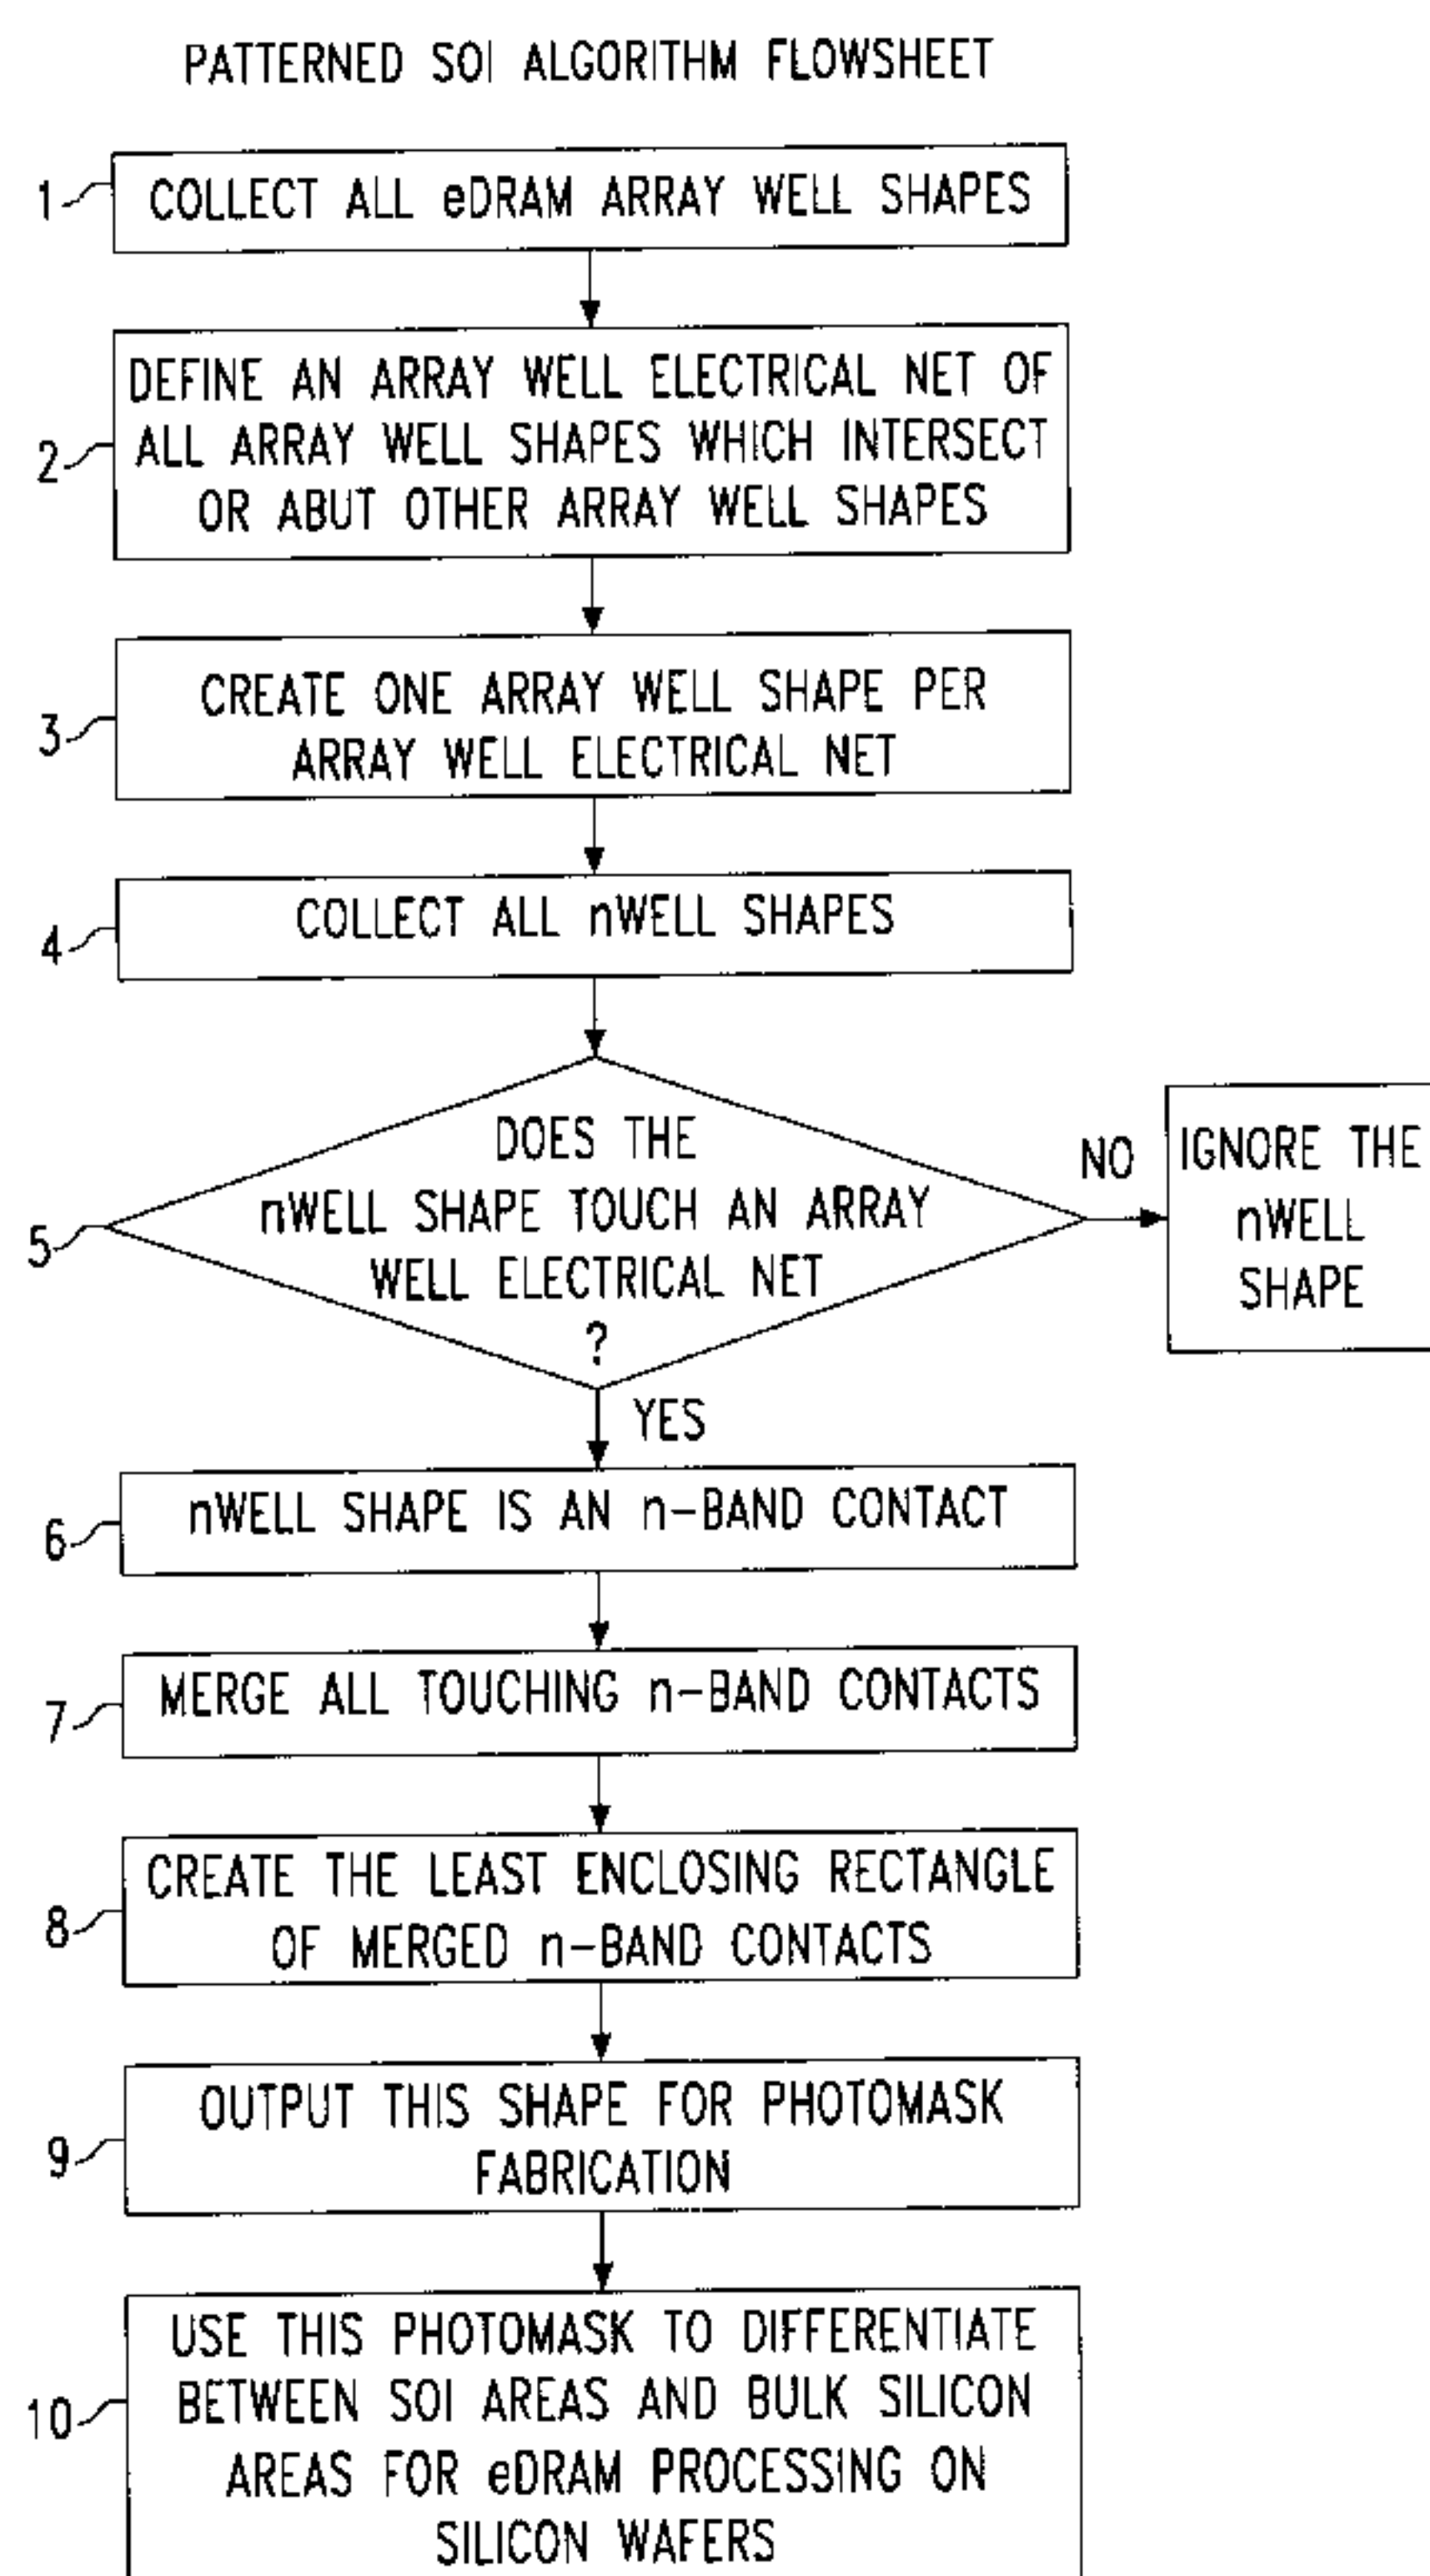 PATTERNED SOI ALGORITHM FLOWSHEET
1
COLLECT ALL eDRAM ARRAY WELL SHAPES
2
DEFINE AN ARRAY WELL ELECTRICAL NET OF
ALL ARRAY WELL SHAPES WHICH INTERSECT
OR ABUT OTHER ARRAY WELL SHAPES
3
CREATE ONE ARRAY WELL SHAPE PER
ARRAY WELL ELECTRICAL NET
4
COLLECT ALL nWELL SHAPES
5
DOES THE
nWELL SHAPE TOUCH AN ARRAY
WELL ELECTRICAL NET
?
NO
IGNORE THE
nWELL
SHAPE
YES
6
nWELL SHAPE IS AN n-BAND CONTACT
7
MERGE ALL TOUCHING n-BAND CONTACTS
8
CREATE THE LEAST ENCLOSING RECTANGLE
OF MERGED n-BAND CONTACTS
9
OUTPUT THIS SHAPE FOR PHOTOMASK
FABRICATION
10
USE THIS PHOTOMASK TO DIFFERENTIATE
BETWEEN SOI AREAS AND BULK SILICON
AREAS FOR eDRAM PROCESSING ON
SILICON WAFERS